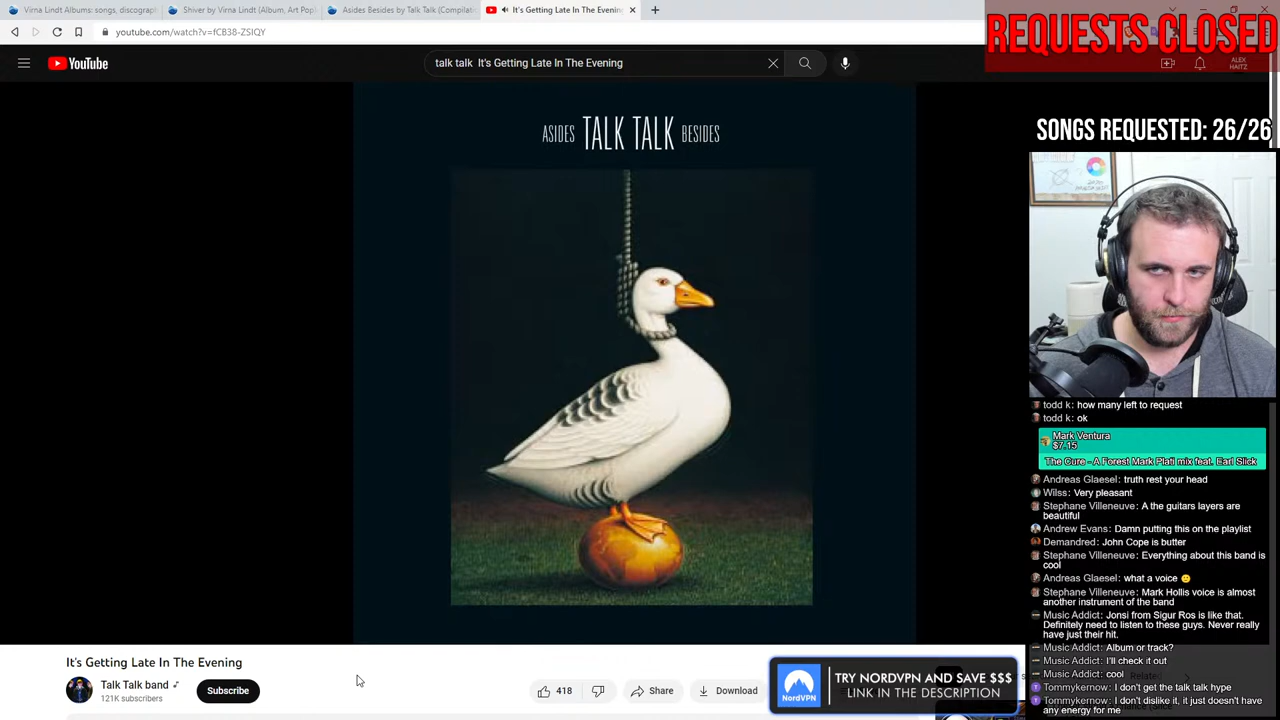 Virna Lindt Albums: songs, discograp
Shiver by Virna Lindt (Album, Art Pop
Asides Besides by Talk Talk (Compilat
It's Getting Late In The Evening
youtube.com/watch?v=fCB38-ZSIQY
REQUESTS CLOSED
YouTube
talk talk It's Getting Late In The Evening
ALEX
HAITZ
SONGS REQUESTED: 26/26
ASIDES TALK TALK BESIDES
todd k: how many left to request
todd k: ok
Mark Ventura
$7.15
The Cure - A Forest Mark Plati mix feat. Earl Slick
Andreas Glaesel: truth rest your head
Wilss: Very pleasant
Stephane Villeneuve: A the guitars layers are
beautiful
Andrew Evans: Damn putting this on the playlist
Demandred: John Cope is butter
Stephane Villeneuve: Everything about this band is
cool
Andreas Glaesel: what a voice 🙂
Stephane Villeneuve: Mark Hollis voice is almost
another instrument of the band
Music Addict: Jonsi from Sigur Ros is like that.
Definitely need to listen to these guys. Never really
have just their hit.
Music Addict: Album or track?
Music Addict: I'll check it out
Music Addict: cool
Tommykernow: I don't get the talk talk hype
Tommykernow: I don't dislike it, it just doesn't have
any energy for me
It's Getting Late In The Evening
Talk Talk band
121K subscribers
Subscribe
418
Share
Download
NordVPN
TRY NORDVPN AND SAVE $$$
LINK IN THE DESCRIPTION